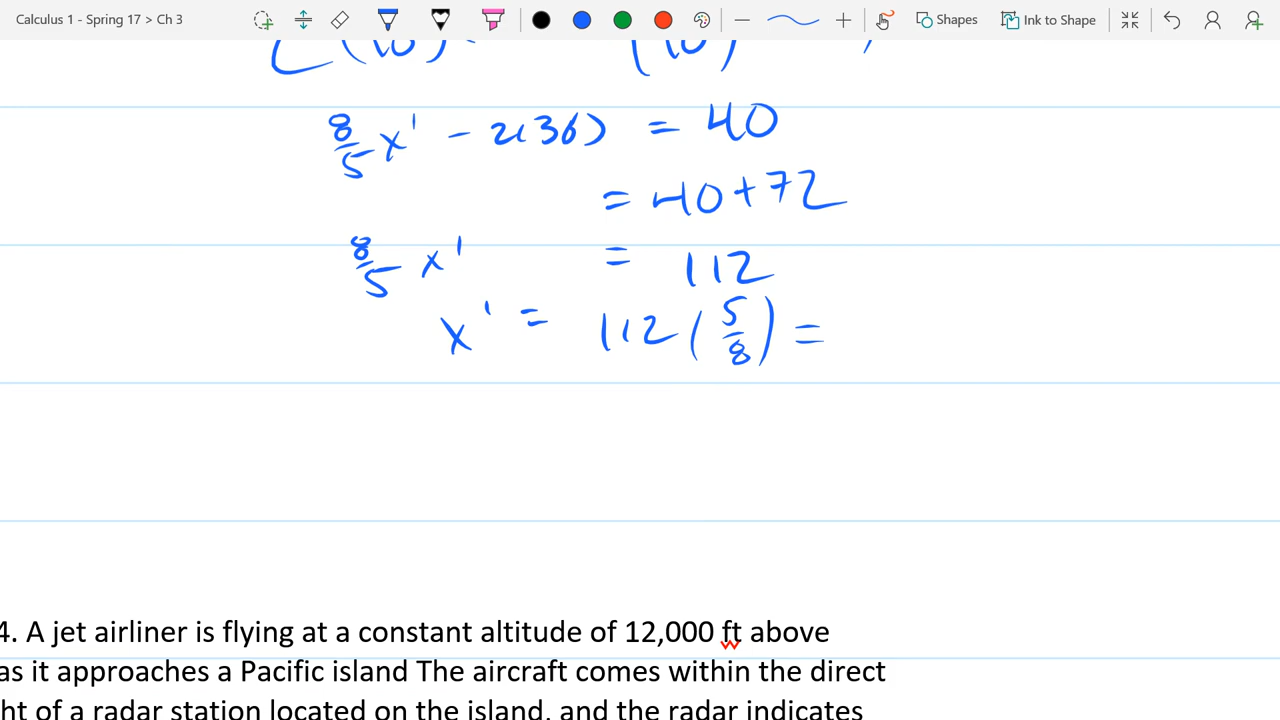 Calculus 1 - Spring 17 > Ch 3
Shapes
Ink to Shape
(10)
(10)
8/5 x' - 2(36) = 40
= 40 + 72
8/5 x' = 112
x' = 112 (5/8) =
4. A jet airliner is flying at a constant altitude of 12,000 ft above
as it approaches a Pacific island The aircraft comes within the direct
ht of a radar station located on the island, and the radar indicates